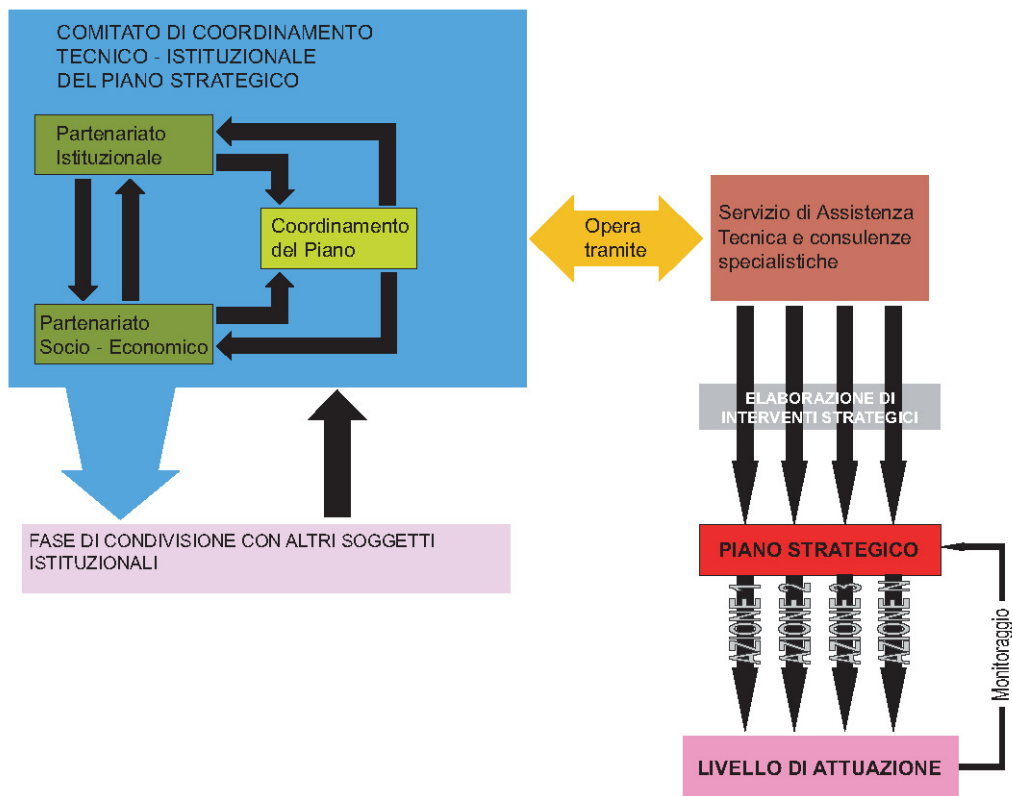 COMITATO DI COORDINAMENTO
TECNICO - ISTITUZIONALE
DEL PIANO STRATEGICO
Partenariato
Istituzionale
Coordinamento
del Piano
Partenariato
Socio - Economico
Opera
tramite
Servizio di Assistenza
Tecnica e consulenze
specialistiche
ELABORAZIONE DI
INTERVENTI STRATEGICI
FASE DI CONDIVISIONE CON ALTRI SOGGETTI
ISTITUZIONALI
PIANO STRATEGICO
AZIONE 1
AZIONE 2
AZIONE 3
AZIONE N
Monitoraggio
LIVELLO DI ATTUAZIONE